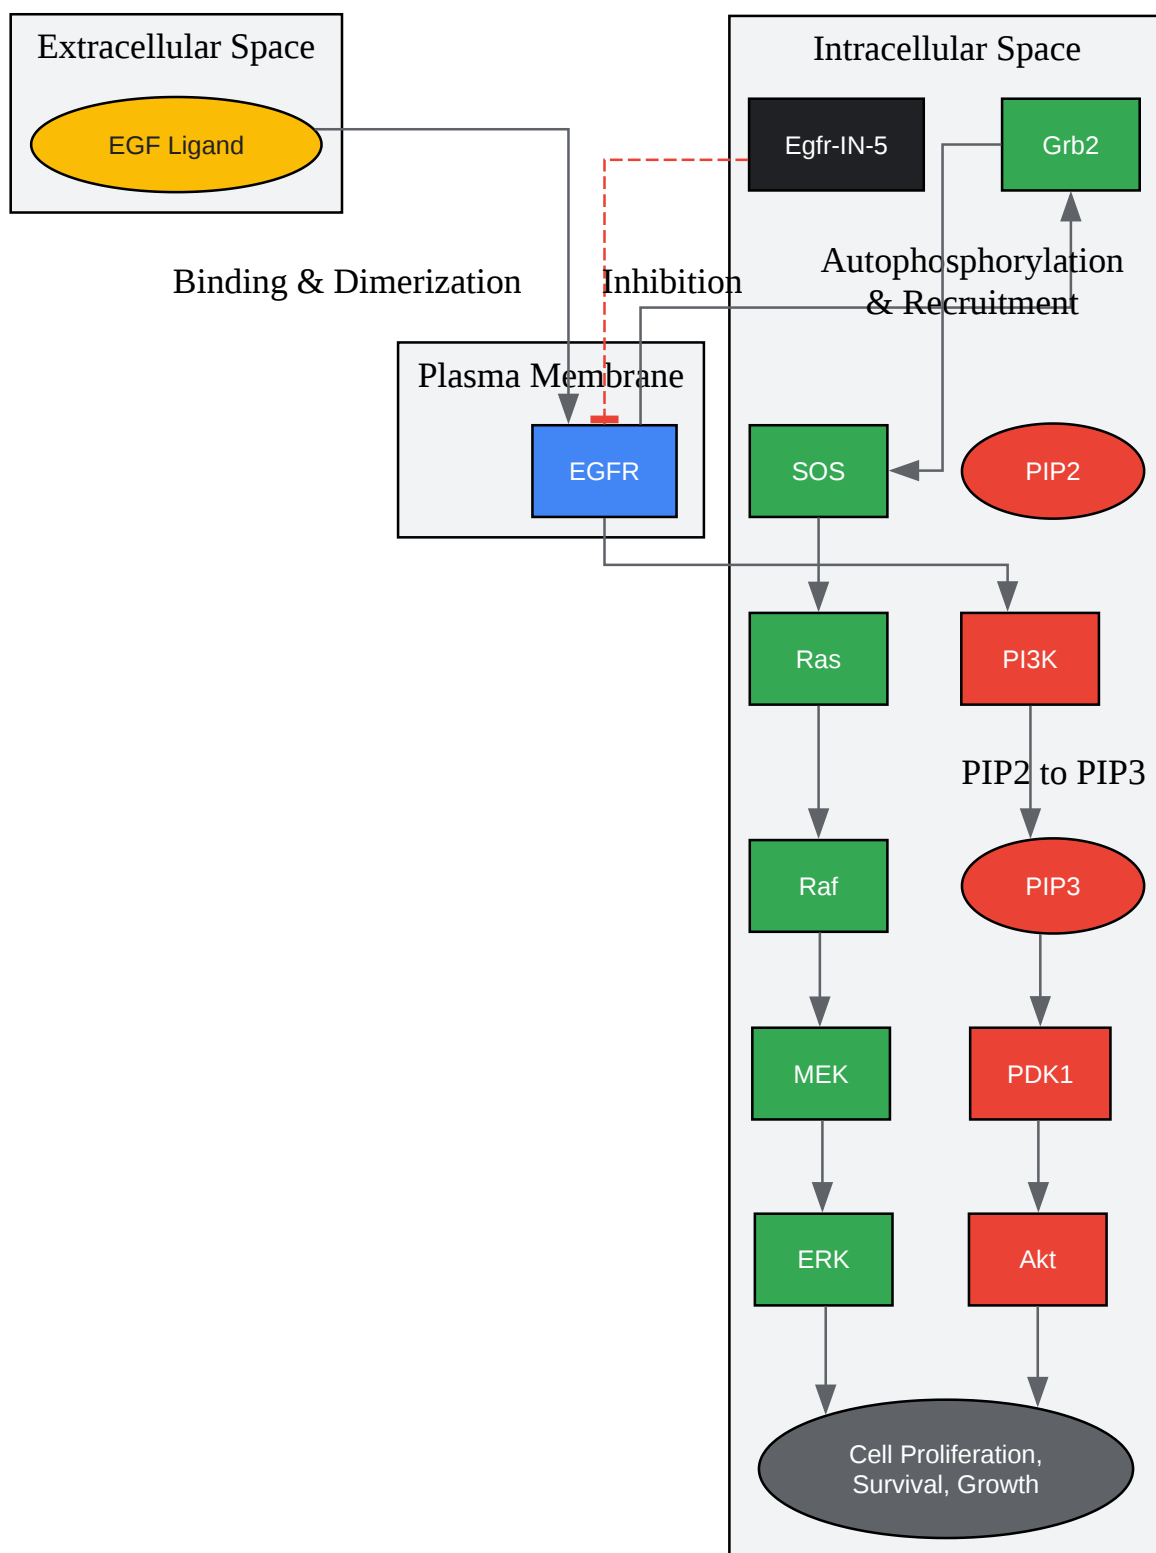 Extracellular Space
EGF Ligand
Intracellular Space
Egfr-IN-5
Grb2
Binding & Dimerization
Inhibition
Autophosphorylation
& Recruitment
Plasma Membrane
EGFR
SOS
PIP2
Ras
PI3K
PIP2 to PIP3
Raf
PIP3
MEK
PDK1
ERK
Akt
Cell Proliferation,
Survival, Growth